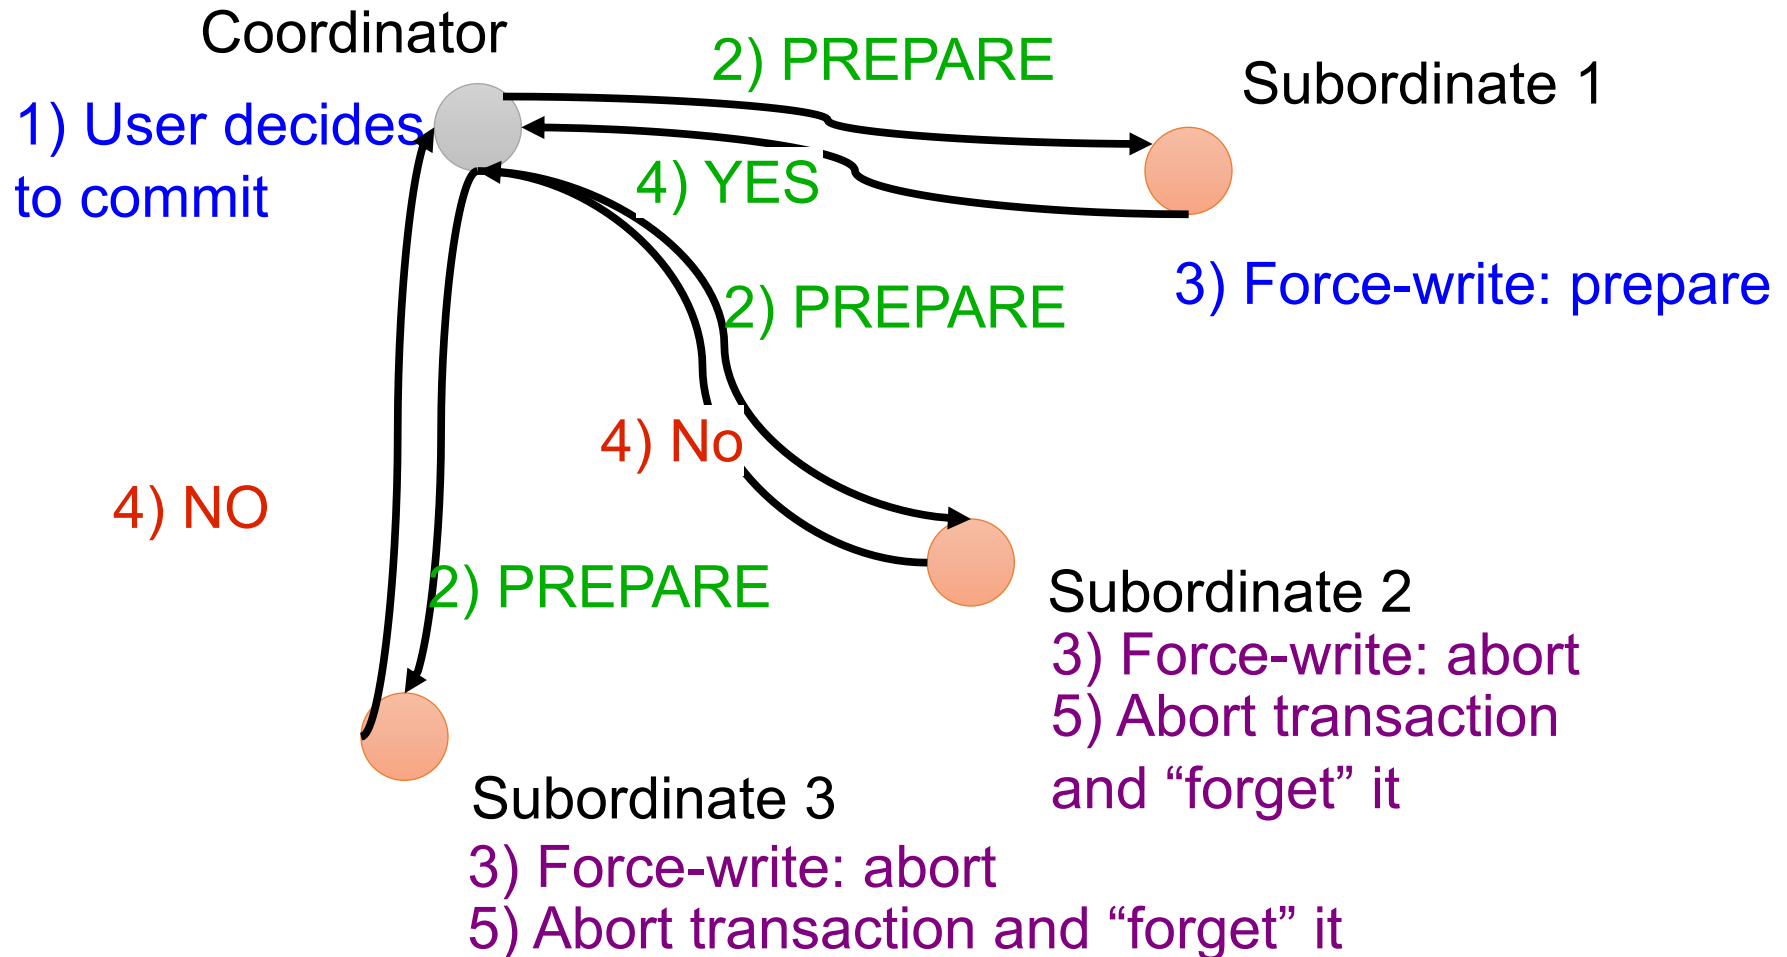 Coordinator
2) PREPARE
Subordinate 1
1) User decides
to commit
4) YES
3) Force-write: prepare
2) PREPARE
4) No
4) NO
2) PREPARE
Subordinate 2
3) Force-write: abort
5) Abort transaction
and “forget” it
Subordinate 3
3) Force-write: abort
5) Abort transaction and “forget” it